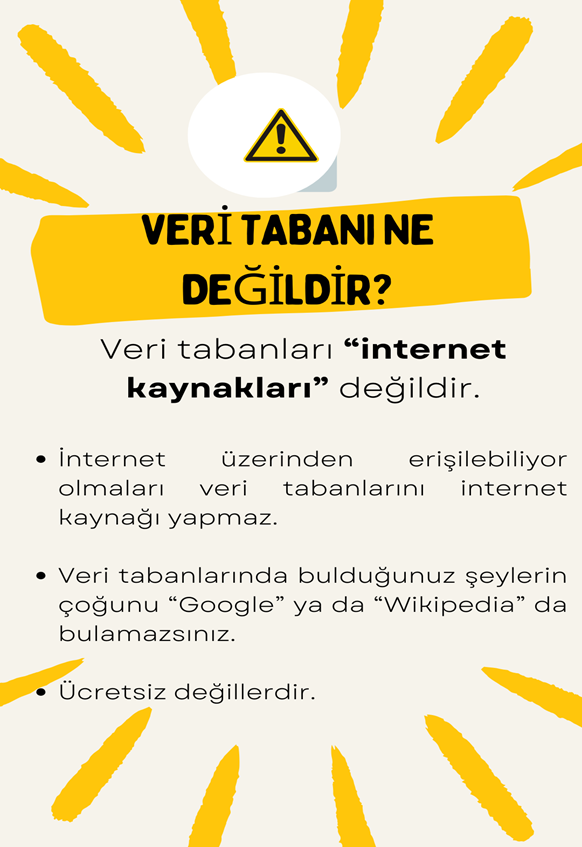 VERİ TABANI NE
DEĞİLDİR?
Veri tabanları “internet
kaynakları” değildir.
• İnternet üzerinden erişilebiliyor
olmaları veri tabanlarını internet
kaynağı yapmaz.
• Veri tabanlarında bulduğunuz şeylerin
çoğunu “Google” ya da “Wikipedia” da
bulamazsınız.
• Ücretsiz değillerdir.